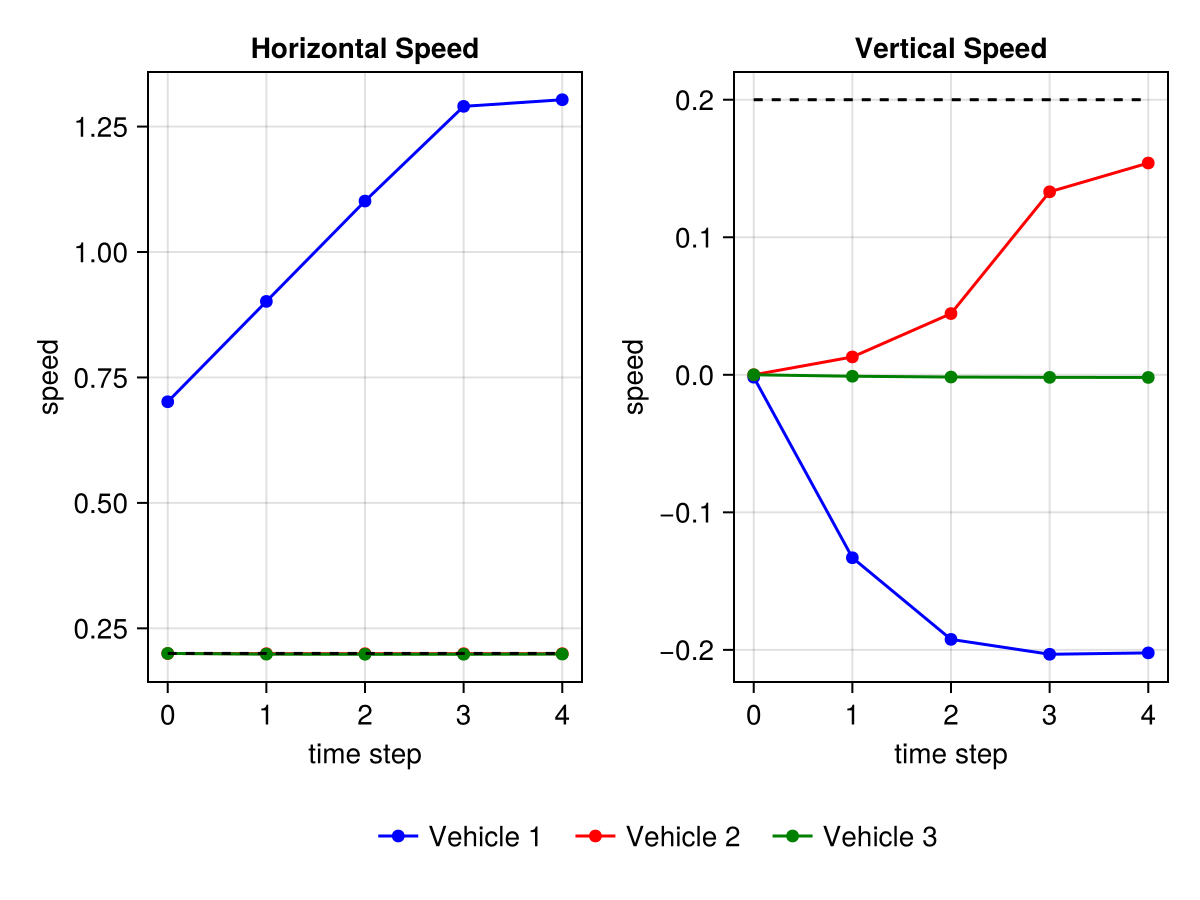 Horizontal Speed
1.25
1.00
0.75
0.50
0.25
speed
0 1 2 3 4
time step
Vertical Speed
0.2
0.1
0.0
−0.1
−0.2
speed
0 1 2 3 4
time step
Vehicle 1 Vehicle 2 Vehicle 3